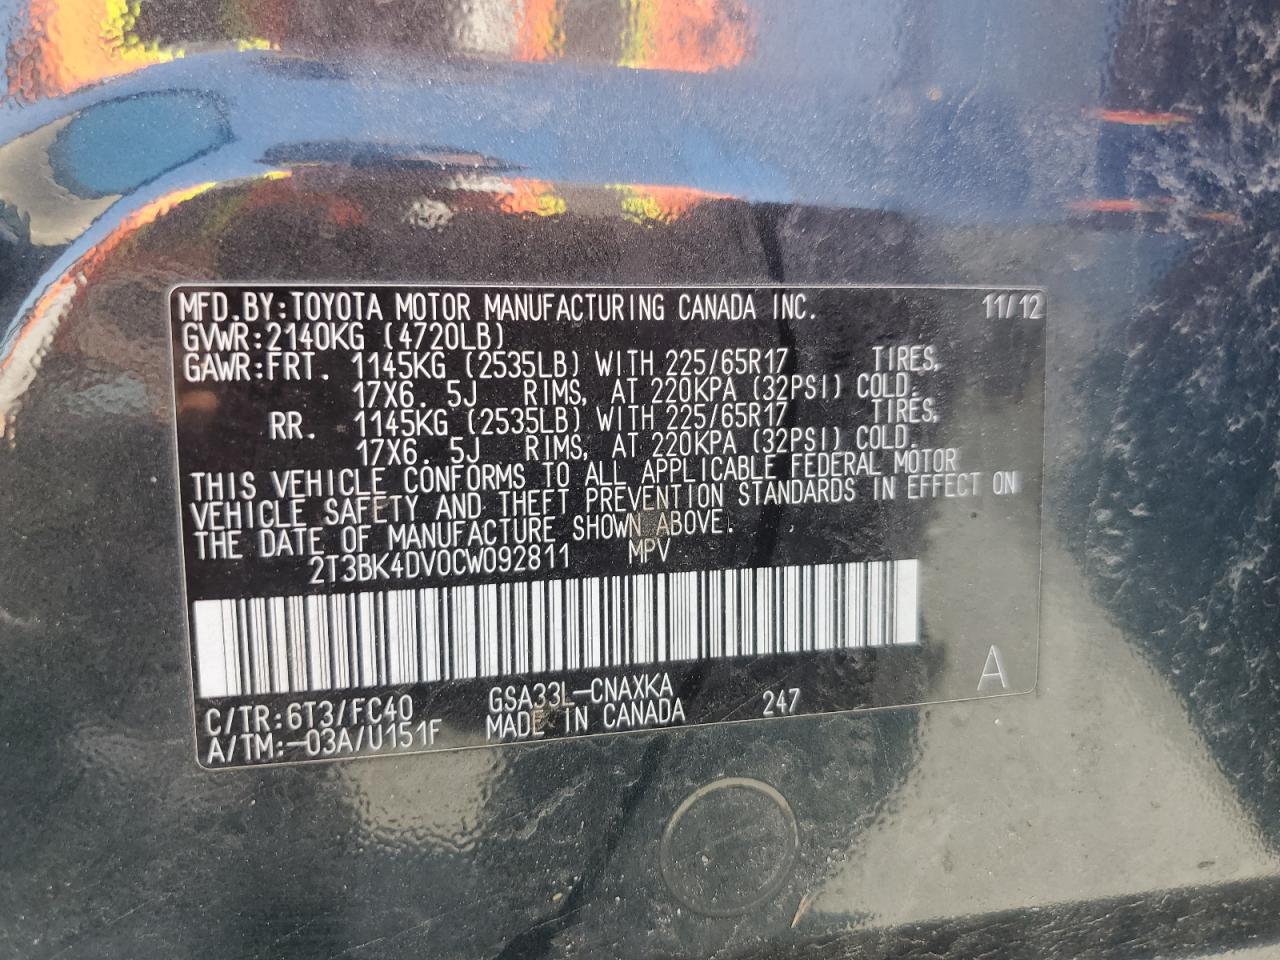 MFD.BY:TOYOTA MOTOR MANUFACTURING CANADA INC. 11/12
GVWR:2140KG (4720LB)
GAWR:FRT. 1145KG (2535LB) WITH 225/65R17 TIRES,
17X6.5J RIMS, AT 220KPA (32PSI) COLD.
RR. 1145KG (2535LB) WITH 225/65R17 TIRES,
17X6.5J RIMS, AT 220KPA (32PSI) COLD.
THIS VEHICLE CONFORMS TO ALL APPLICABLE FEDERAL MOTOR
VEHICLE SAFETY AND THEFT PREVENTION STANDARDS IN EFFECT ON
THE DATE OF MANUFACTURE SHOWN ABOVE.
2T3BK4DV0CW092811 MPV
A
C/TR:6T3/FC40 GSA33L-CNAXKA 247
A/TM:-03A/U151F MADE IN CANADA